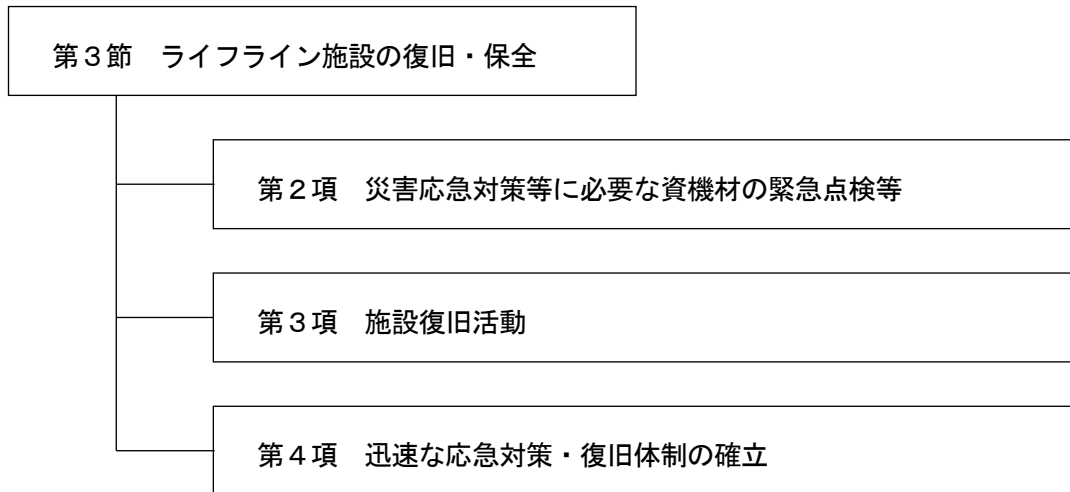 第３節　ライフライン施設の復旧・保全
第２項　災害応急対策等に必要な資機材の緊急点検等
第３項　施設復旧活動
第４項　迅速な応急対策・復旧体制の確立